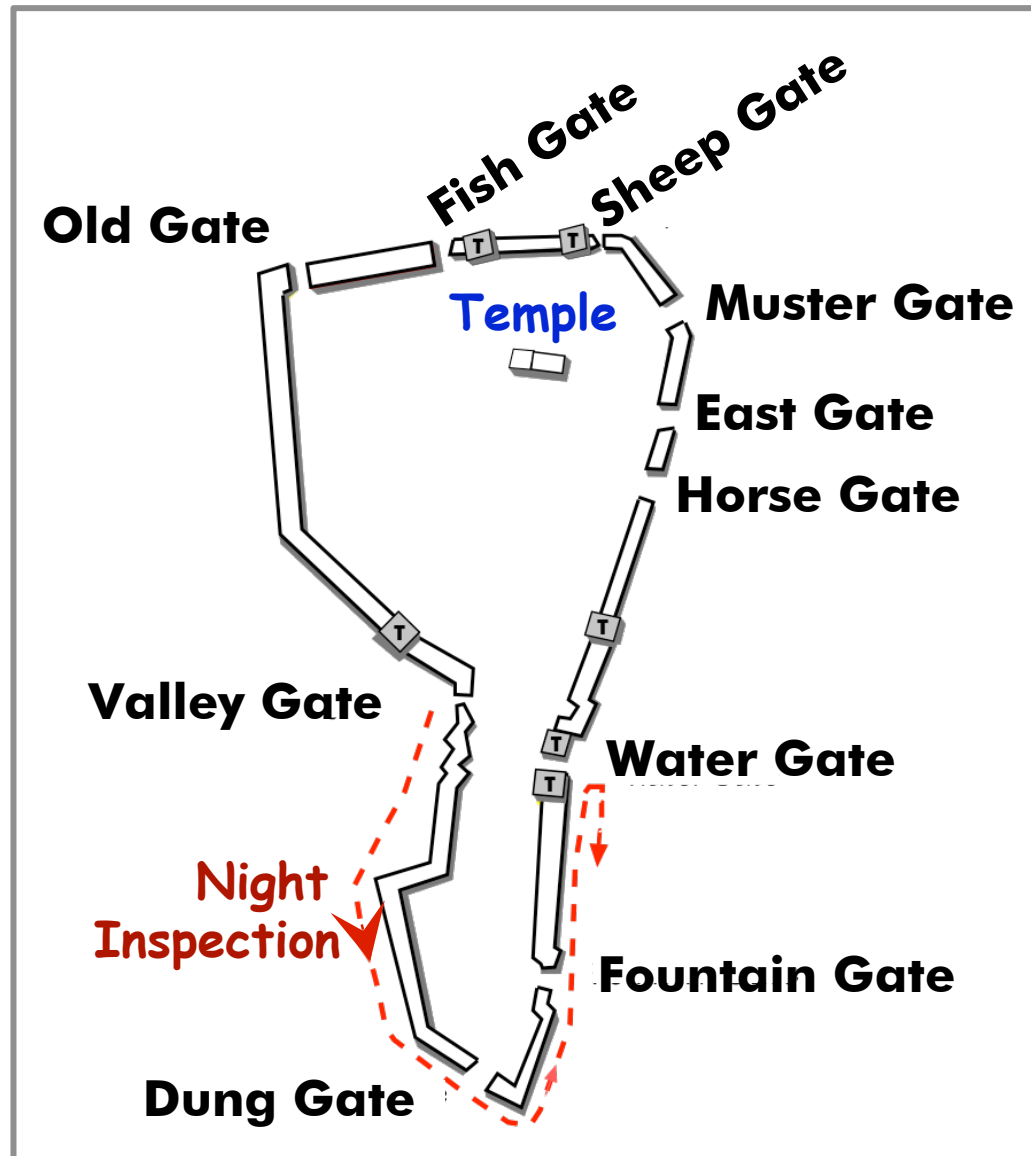 Fish Gate
Sheep Gate
Old Gate
T
T
Temple
Muster Gate
East Gate
Horse Gate
T
T
Valley Gate
T
Water Gate
T
Night
Inspection
Fountain Gate
Dung Gate